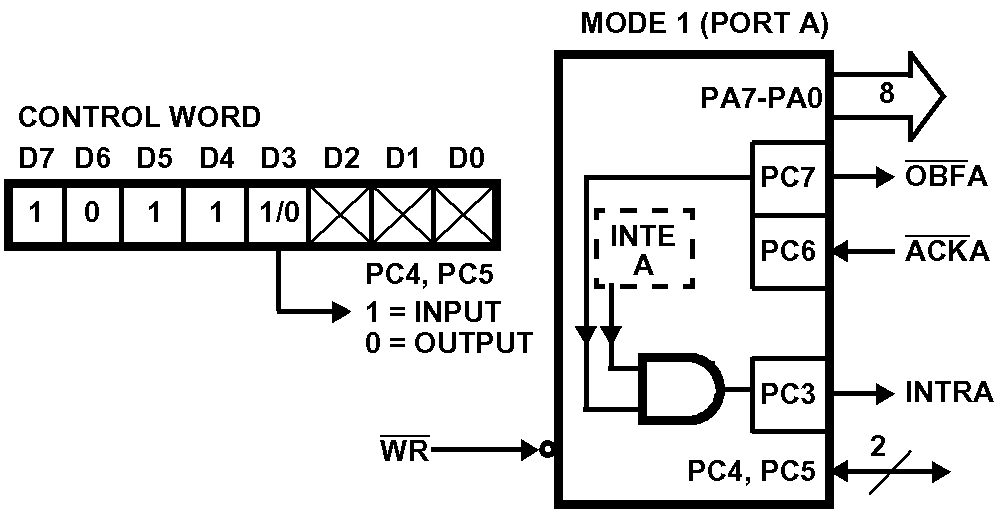 MODE 1 (PORT A)
CONTROL WORD
D7 D6 D5 D4 D3 D2 D1 D0
1 0 1 1 1/0
PC4, PC5
1 = INPUT
0 = OUTPUT
PA7-PA0
8
PC7
OBFA
INTE
A
PC6
ACKA
PC3
INTRA
WR
PC4, PC5
2